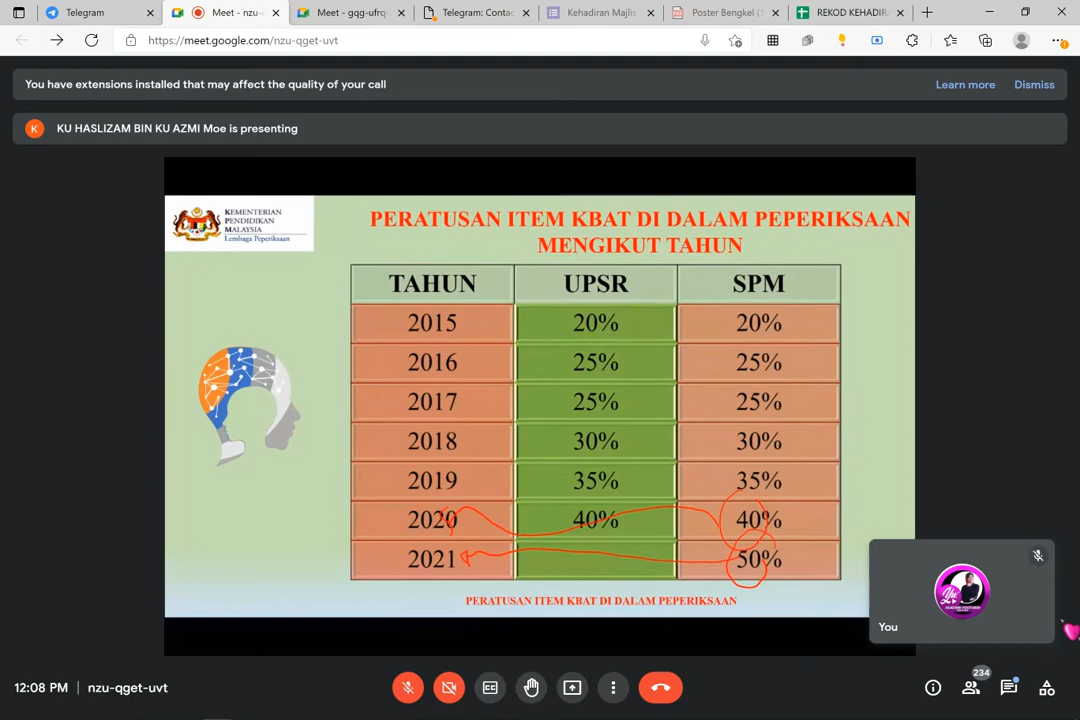 Telegram
Meet - nzu-
Meet - gqg-ufrq-
Telegram: Contac
Kehadiran Majlis
Poster Bengkel (1
REKOD KEHADIRA
https://meet.google.com/nzu-qget-uvt
You have extensions installed that may affect the quality of your call
Learn more
Dismiss
K
KU HASLIZAM BIN KU AZMI Moe is presenting
KEMENTERIAN
PENDIDIKAN
MALAYSIA
Lembaga Peperiksaan
PERATUSAN ITEM KBAT DI DALAM PEPERIKSAAN
MENGIKUT TAHUN
TAHUN UPSR SPM
2015 20% 20%
2016 25% 25%
2017 25% 25%
2018 30% 30%
2019 35% 35%
2020 40% 40%
2021 50%
PERATUSAN ITEM KBAT DI DALAM PEPERIKSAAN
You
12:08 PM | nzu-qget-uvt
CC
234